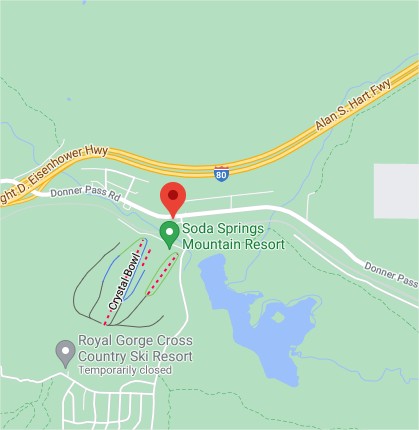 Alan S. Hart Fwy
ght D. Eisenhower Hwy
80
Donner Pass Rd
Soda Springs
Mountain Resort
Donner Pass
Crystal Bowl
Royal Gorge Cross
Country Ski Resort
Temporarily closed